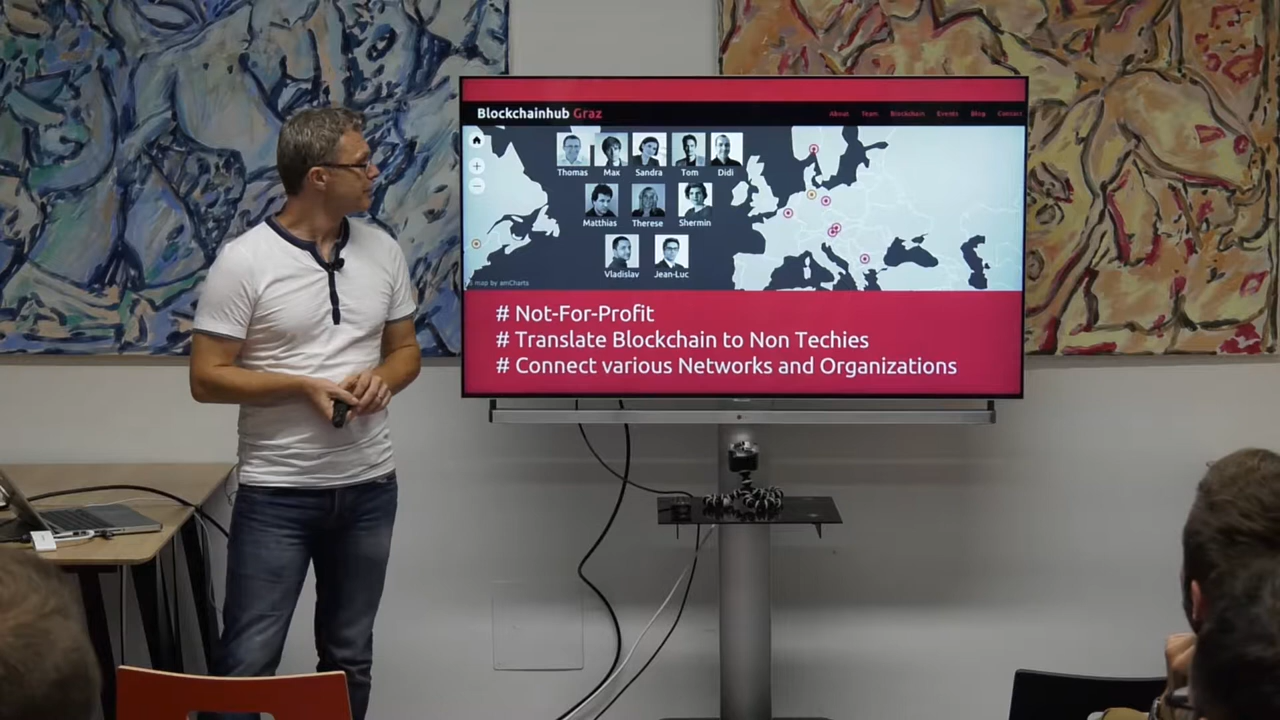 Blockchainhub Graz
About Team Blockchain Events Blog Contact
Thomas Max Sandra Tom Didi
Matthias Therese Shermin
Vladislav Jean-Luc
map by amCharts
# Not-For-Profit
# Translate Blockchain to Non Techies
# Connect various Networks and Organizations